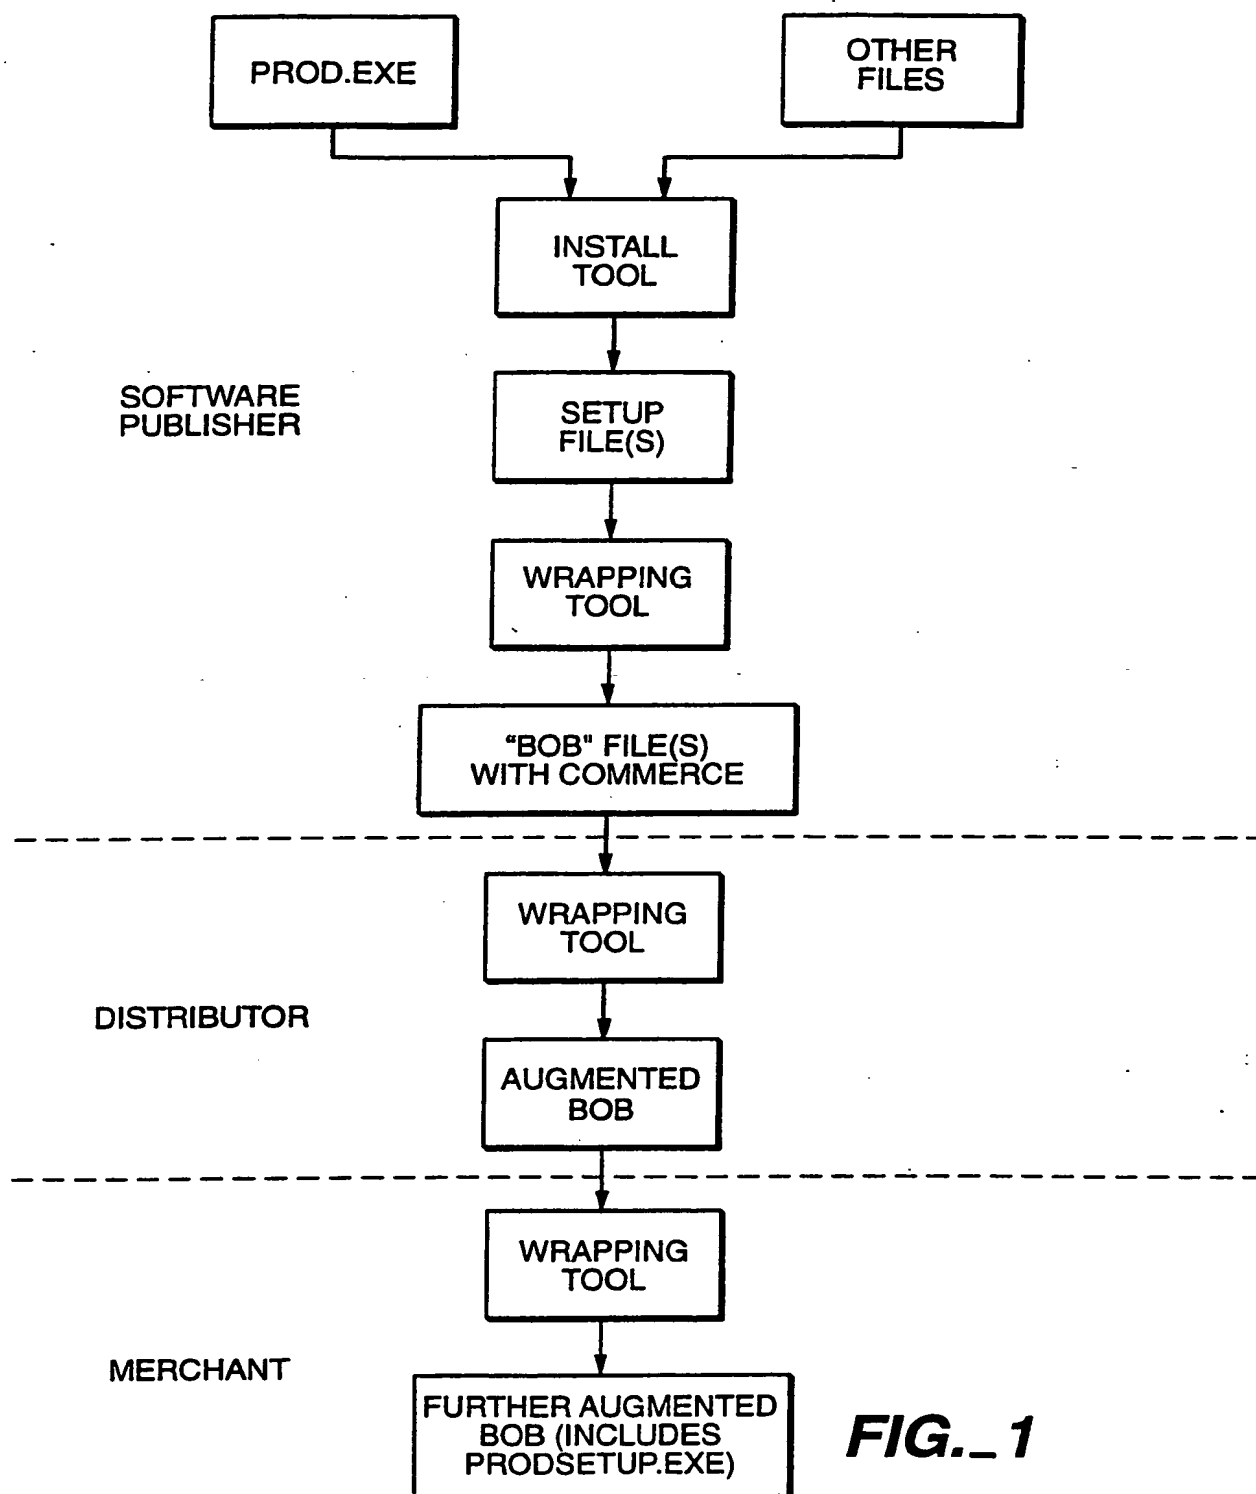 PROD.EXE
OTHER
FILES
INSTALL
TOOL
SOFTWARE
PUBLISHER
SETUP
FILE(S)
WRAPPING
TOOL
"BOB" FILE(S)
WITH COMMERCE
WRAPPING
TOOL
DISTRIBUTOR
AUGMENTED
BOB
WRAPPING
TOOL
MERCHANT
FURTHER AUGMENTED
BOB (INCLUDES
PRODSETUP.EXE)
FIG._1